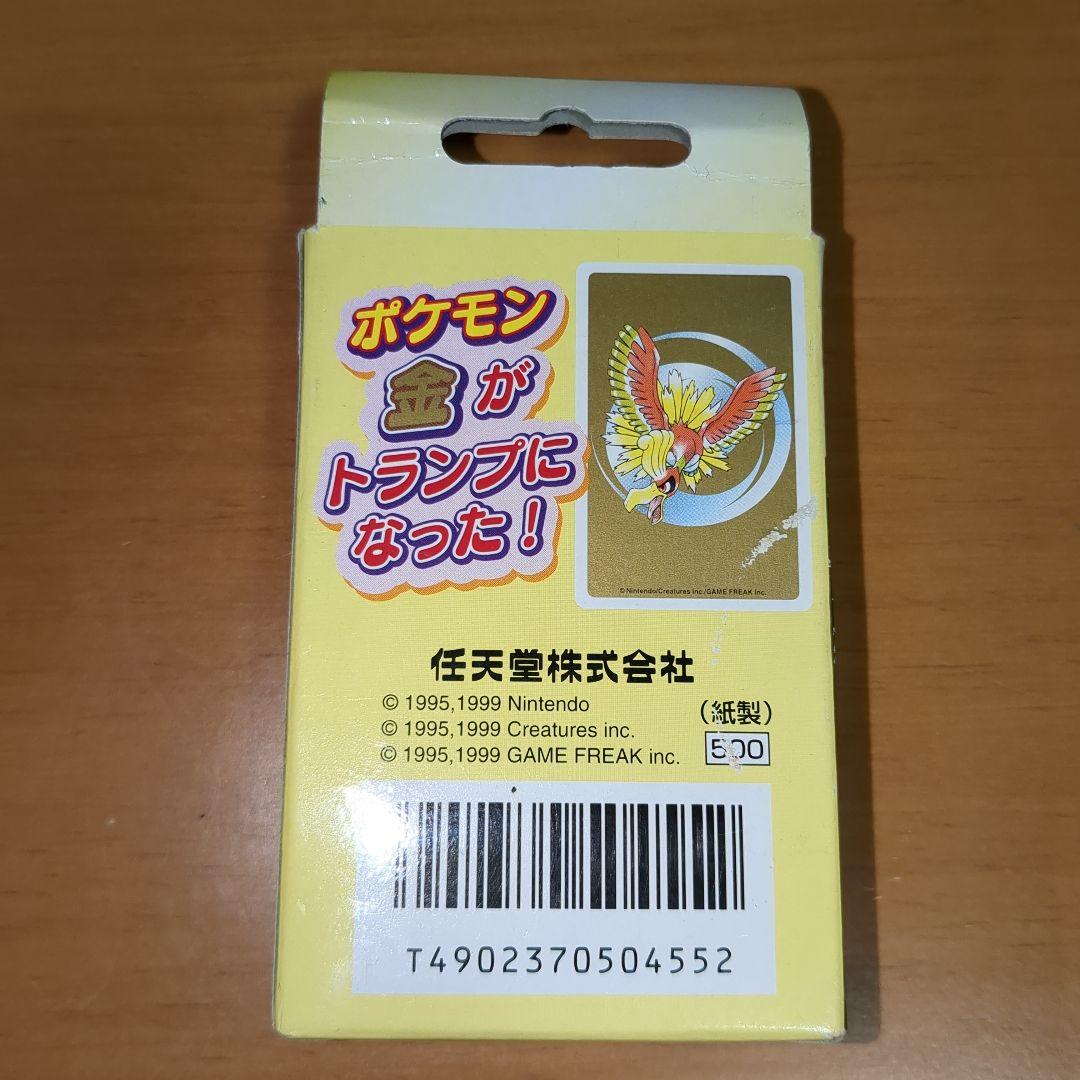 ポケモン
金が
トランプに
なった!
©Nintendo/Creatures inc./GAME FREAK inc.
任天堂株式会社
© 1995,1999 Nintendo
© 1995,1999 Creatures inc.
© 1995,1999 GAME FREAK inc.
(紙製)
500
T4902370504552